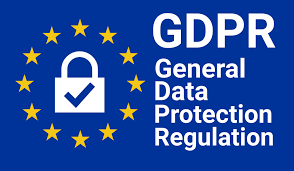 GDPR
General
Data
Protection
Regulation